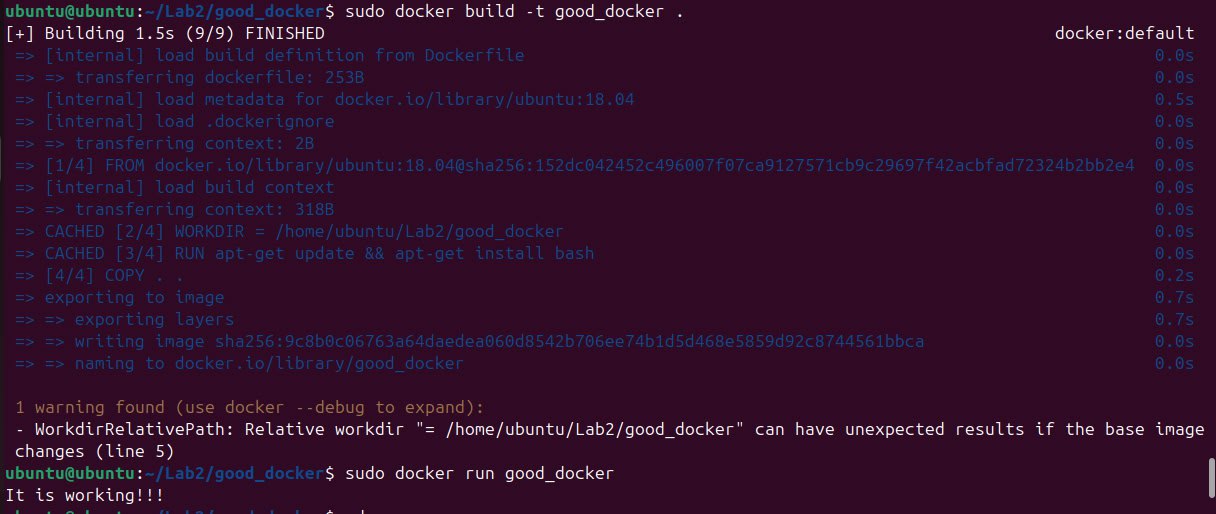 ubuntu@ubuntu:~/Lab2/good_docker$ sudo docker build -t good_docker .
[+] Building 1.5s (9/9) FINISHED docker:default
=> [internal] load build definition from Dockerfile 0.0s
=> => transferring dockerfile: 253B 0.0s
=> [internal] load metadata for docker.io/library/ubuntu:18.04 0.5s
=> [internal] load .dockerignore 0.0s
=> => transferring context: 2B 0.0s
=> [1/4] FROM docker.io/library/ubuntu:18.04@sha256:152dc042452c496007f07ca9127571cb9c29697f42acbfad72324b2bb2e4 0.0s
=> [internal] load build context 0.0s
=> => transferring context: 318B 0.0s
=> CACHED [2/4] WORKDIR = /home/ubuntu/Lab2/good_docker 0.0s
=> CACHED [3/4] RUN apt-get update && apt-get install bash 0.0s
=> [4/4] COPY . . 0.2s
=> exporting to image 0.7s
=> => exporting layers 0.7s
=> => writing image sha256:9c8b0c06763a64daedea060d8542b706ee74b1d5d468e5859d92c8744561bbca 0.0s
=> => naming to docker.io/library/good_docker 0.0s
1 warning found (use docker --debug to expand):
- WorkdirRelativePath: Relative workdir "= /home/ubuntu/Lab2/good_docker" can have unexpected results if the base image
changes (line 5)
ubuntu@ubuntu:~/Lab2/good_docker$ sudo docker run good_docker
It is working!!!